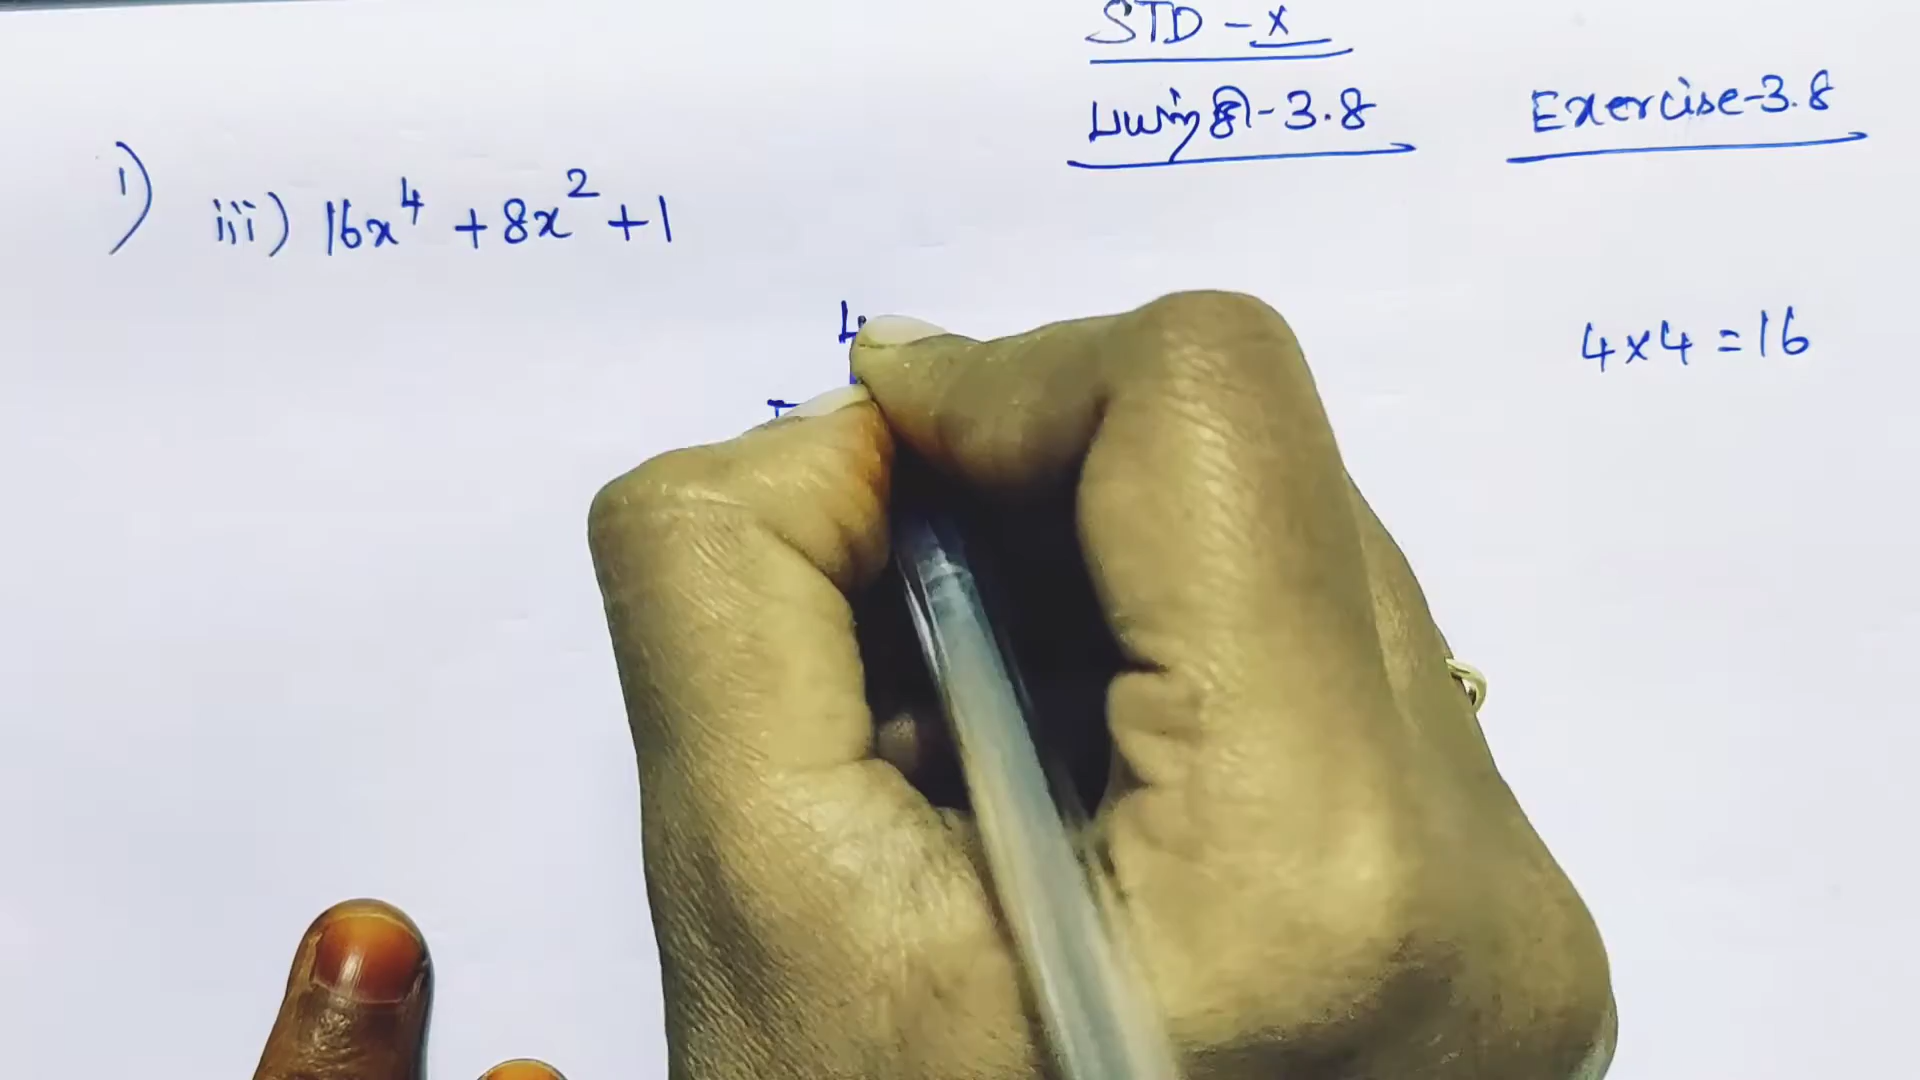 STD - X
பயிற்சி - 3.8 Exercise - 3.8
1) iii) 16x⁴ + 8x² + 1
4 × 4 = 16